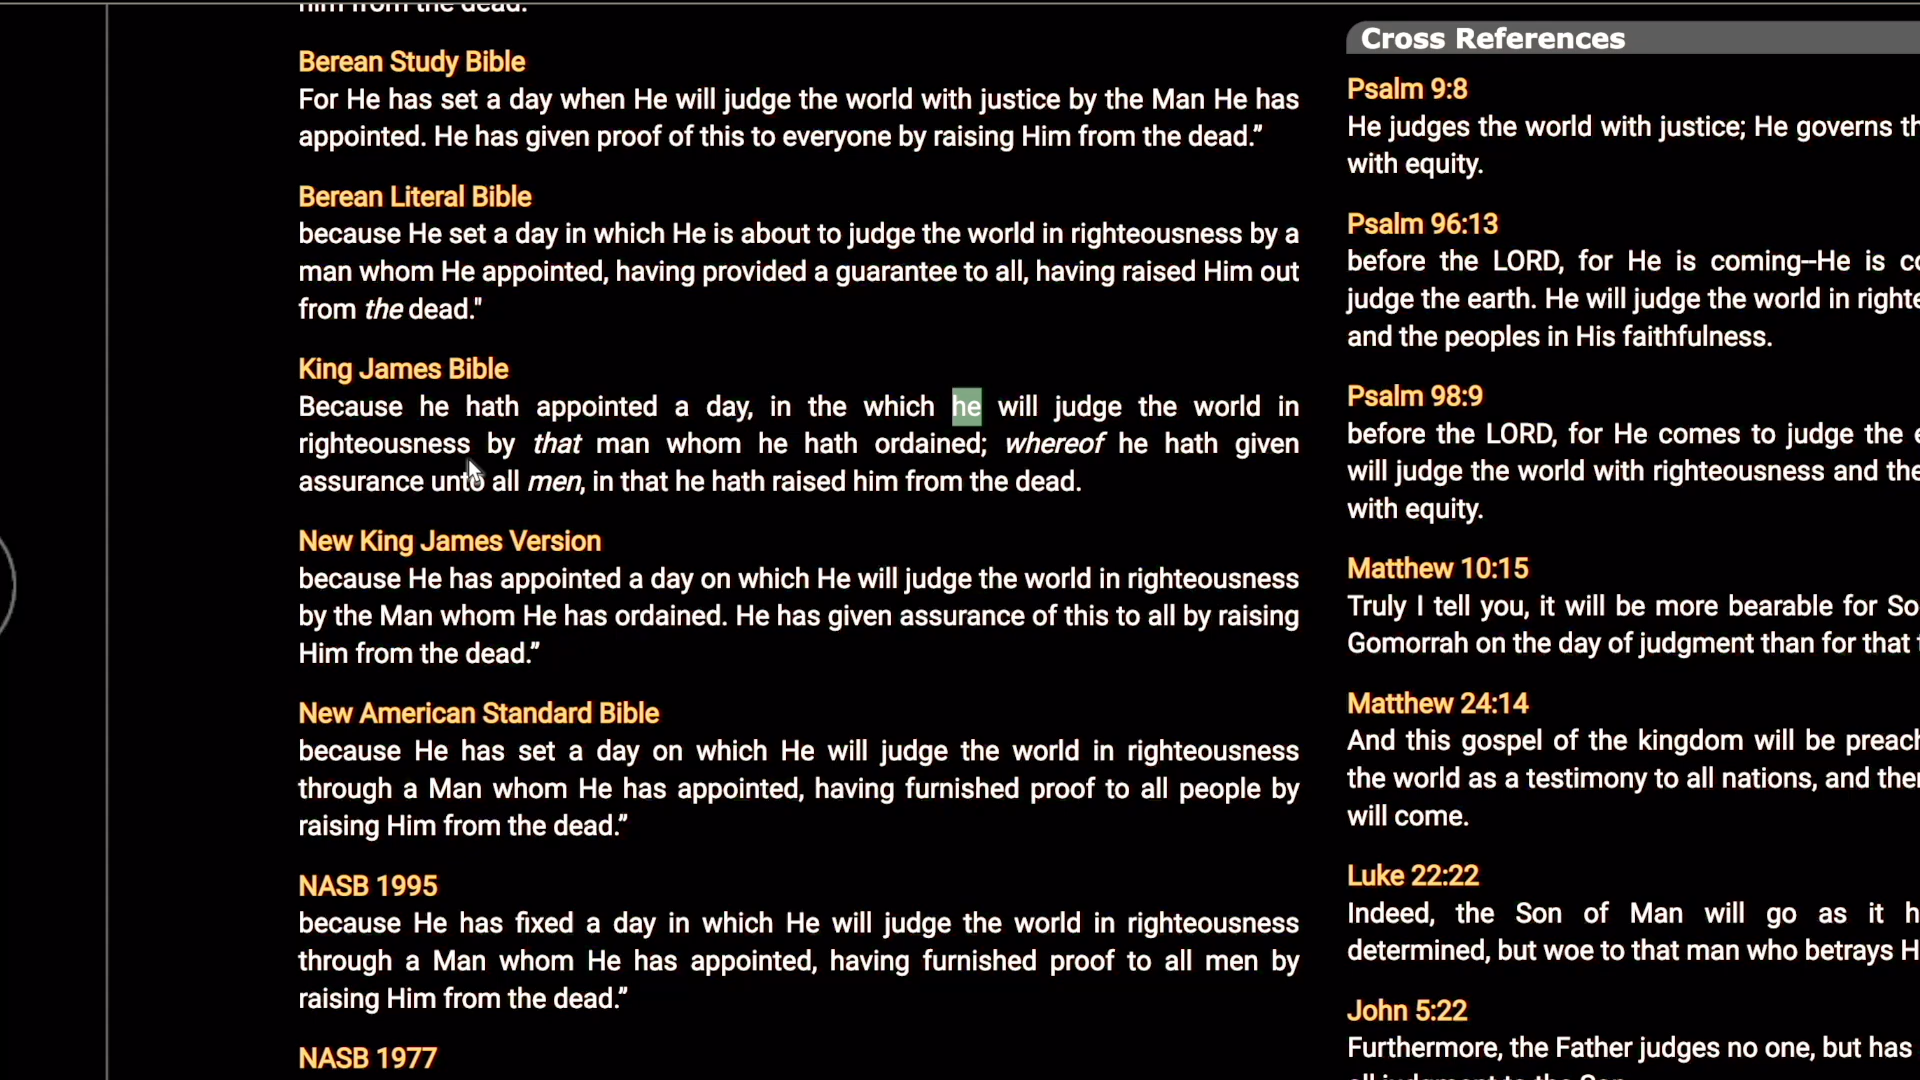 him from the dead.
Berean Study Bible
For He has set a day when He will judge the world with justice by the Man He has
appointed. He has given proof of this to everyone by raising Him from the dead.”
Berean Literal Bible
because He set a day in which He is about to judge the world in righteousness by a
man whom He appointed, having provided a guarantee to all, having raised Him out
from the dead."
King James Bible
Because he hath appointed a day, in the which he will judge the world in
righteousness by that man whom he hath ordained; whereof he hath given
assurance unto all men, in that he hath raised him from the dead.
New King James Version
because He has appointed a day on which He will judge the world in righteousness
by the Man whom He has ordained. He has given assurance of this to all by raising
Him from the dead.”
New American Standard Bible
because He has set a day on which He will judge the world in righteousness
through a Man whom He has appointed, having furnished proof to all people by
raising Him from the dead.”
NASB 1995
because He has fixed a day in which He will judge the world in righteousness
through a Man whom He has appointed, having furnished proof to all men by
raising Him from the dead.”
NASB 1977
Cross References
Psalm 9:8
He judges the world with justice; He governs
with equity.
Psalm 96:13
before the LORD, for He is coming--He is
judge the earth. He will judge the world in
and the peoples in His faithfulness.
Psalm 98:9
before the LORD, for He comes to judge the
will judge the world with righteousness and
with equity.
Matthew 10:15
Truly I tell you, it will be more bearable for
Gomorrah on the day of judgment than for that
Matthew 24:14
And this gospel of the kingdom will be
the world as a testimony to all nations, and
will come.
Luke 22:22
Indeed, the Son of Man will go as it
determined, but woe to that man who betrays
John 5:22
Furthermore, the Father judges no one, but has